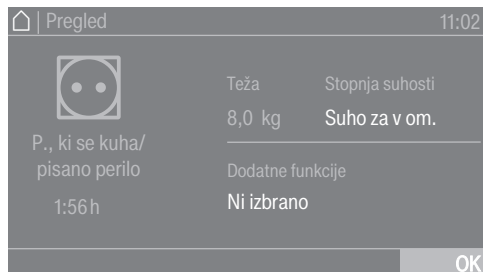 Pregled
11:02
P., ki se kuha/
pisano perilo
1:56 h
Teža
8,0 kg
Stopnja suhosti
Suho za v om.
Dodatne funkcije
Ni izbrano
OK